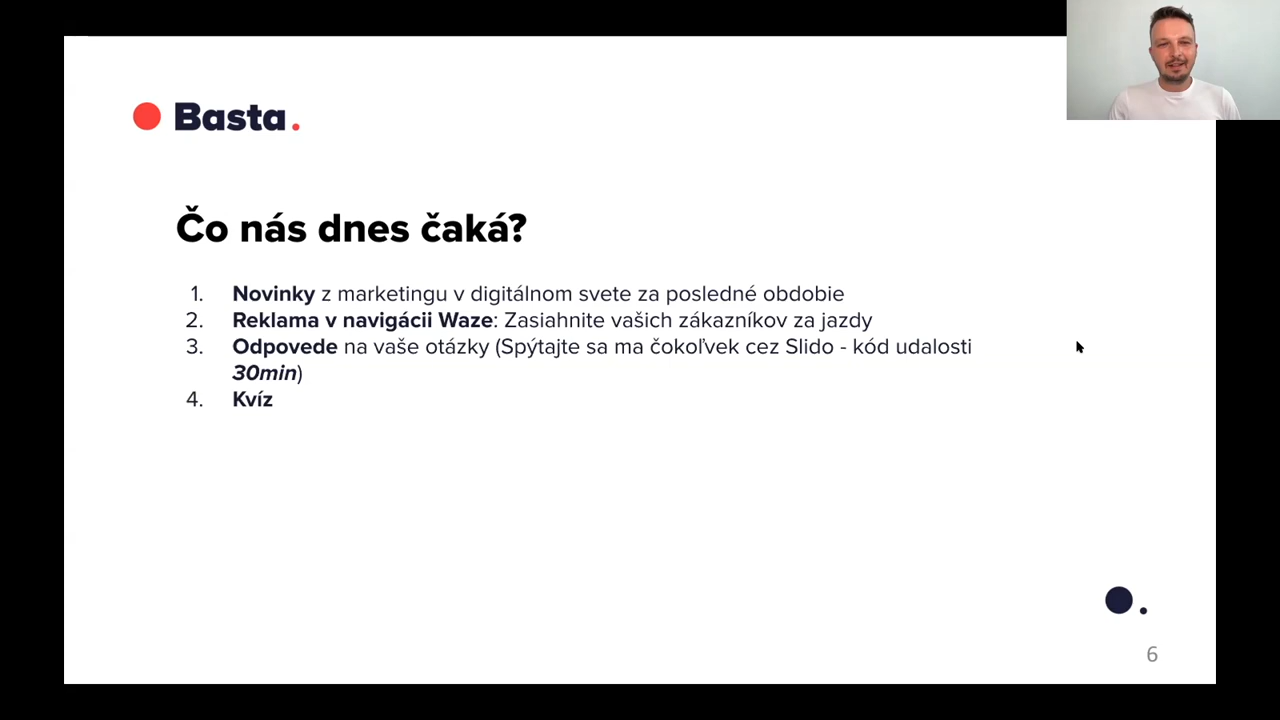 Basta.
Čo nás dnes čaká?
1. Novinky z marketingu v digitálnom svete za posledné obdobie
2. Reklama v navigácii Waze: Zasiahnite vašich zákazníkov za jazdy
3. Odpovede na vaše otázky (Spýtajte sa ma čokoľvek cez Slido - kód udalosti
30min)
4. Kvíz
6